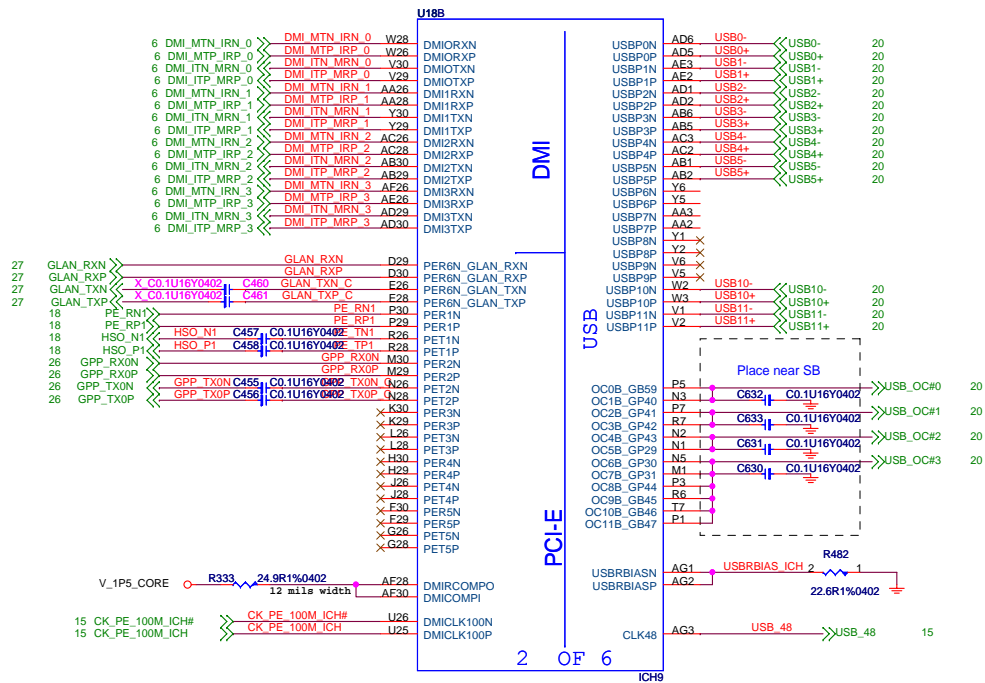 U18B
6 DMI_MTN_IRN_0 DMI_MTN_IRN_0 W28 DMI0RXN USBP0N AD6 USB0- USB0- 20
6 DMI_MTP_IRP_0 DMI_MTP_IRP_0 W26 DMI0RXP USBP0P AD5 USB0+ USB0+ 20
6 DMI_ITN_MRN_0 DMI_ITN_MRN_0 V30 DMI0TXN USBP1N AE3 USB1- USB1- 20
6 DMI_ITP_MRP_0 DMI_ITP_MRP_0 V29 DMI0TXP USBP1P AE2 USB1+ USB1+ 20
6 DMI_MTN_IRN_1 DMI_MTN_IRN_1 AA26 DMI1RXN USBP2N AD1 USB2- USB2- 20
6 DMI_MTP_IRP_1 DMI_MTP_IRP_1 AA28 DMI1RXP USBP2P AD2 USB2+ USB2+ 20
6 DMI_ITN_MRN_1 DMI_ITN_MRN_1 Y30 DMI1TXN USBP3N AB6 USB3- USB3- 20
6 DMI_ITP_MRP_1 DMI_ITP_MRP_1 Y29 DMI1TXP USBP3P AB5 USB3+ USB3+ 20
6 DMI_MTN_IRN_2 DMI_MTN_IRN_2 AC26 DMI2RXN USBP4N AC3 USB4- USB4- 20
6 DMI_MTP_IRP_2 DMI_MTP_IRP_2 AC28 DMI2RXP USBP4P AC2 USB4+ USB4+ 20
6 DMI_ITN_MRN_2 DMI_ITN_MRN_2 AB30 DMI2TXN USBP5N AB1 USB5- USB5- 20
6 DMI_ITP_MRP_2 DMI_ITP_MRP_2 AB29 DMI2TXP USBP5P AB2 USB5+ USB5+ 20
6 DMI_MTN_IRN_3 DMI_MTN_IRN_3 AF26 DMI3RXN USBP6N Y6
6 DMI_MTP_IRP_3 DMI_MTP_IRP_3 AE26 DMI3RXP USBP6P Y5
6 DMI_ITN_MRN_3 DMI_ITN_MRN_3 AD29 DMI3TXN USBP7N AA3
6 DMI_ITP_MRP_3 DMI_ITP_MRP_3 AD30 DMI3TXP USBP7P AA2
DMI
USBP8N Y1
USBP8P Y2
27 GLAN_RXN GLAN_RXN D29 PER6N_GLAN_RXN USBP9N V6
27 GLAN_RXP GLAN_RXP D30 PER6N_GLAN_RXP USBP9P V5
27 GLAN_TXN X_C0.1U16Y0402 C460 GLAN_TXN_C E26 PER6N_GLAN_TXN USBP10N W2 USB10- USB10- 20
27 GLAN_TXP X_C0.1U16Y0402 C461 GLAN_TXP_C E28 PER6N_GLAN_TXP USBP10P W3 USB10+ USB10+ 20
18 PE_RN1 PE_RN1 P30 PER1N USBP11N V1 USB11- USB11- 20
18 PE_RP1 PE_RP1 P28 PER1P USBP11P V2 USB11+ USB11+ 20
USB
18 HSO_N1 HSO_N1 C457 C0.1U16Y0402 PE_TN1 R26 PET1N
18 HSO_P1 HSO_P1 C458 C0.1U16Y0402 PE_TP1 R28 PET1P
26 GPP_RX0N GPP_RX0N M30 PER2N
26 GPP_RX0P GPP_RX0P M29 PER2P
Place near SB
26 GPP_TX0N GPP_TX0N C455 C0.1U16Y0402 TX0N_C N26 PET2N OC0B_GB59 P5 USB_OC#0 20
26 GPP_TX0P GPP_TX0P C456 C0.1U16Y0402 TX0P_C N28 PET2P OC1B_GP40 N3 C632 C0.1U16Y0402
K30 PER3N OC2B_GP41 P7 USB_OC#1 20
K29 PER3P OC3B_GP42 R7 C633 C0.1U16Y0402
L26 PET3N OC4B_GP43 N2 USB_OC#2 20
L28 PET3P OC5B_GP29 N1 C631 C0.1U16Y0402
H30 PER4N OC6B_GP30 N5 USB_OC#3 20
H29 PER4P OC7B_GP31 M1 C630 C0.1U16Y0402
J26 PET4N OC8B_GP44 P3
J28 PET4P OC9B_GB45 R6
F30 PER5N OC10B_GB46 T7
F29 PER5P OC11B_GB47 P1
G26 PET5N
G28 PET5P
PCI-E
V_1P5_CORE R333 24.9R1%0402 AF28 DMIRCOMPO USBRBIASN AG1 USBRBIAS_ICH 2 R482 1
12 mils width AF30 DMICOMPI USBRBIASP AG2 22.6R1%0402
15 CK_PE_100M_ICH# CK_PE_100M_ICH# U26 DMICLK100N
15 CK_PE_100M_ICH CK_PE_100M_ICH U25 DMICLK100P CLK48 AG3 USB_48 USB_48 15
2 OF 6
ICH9